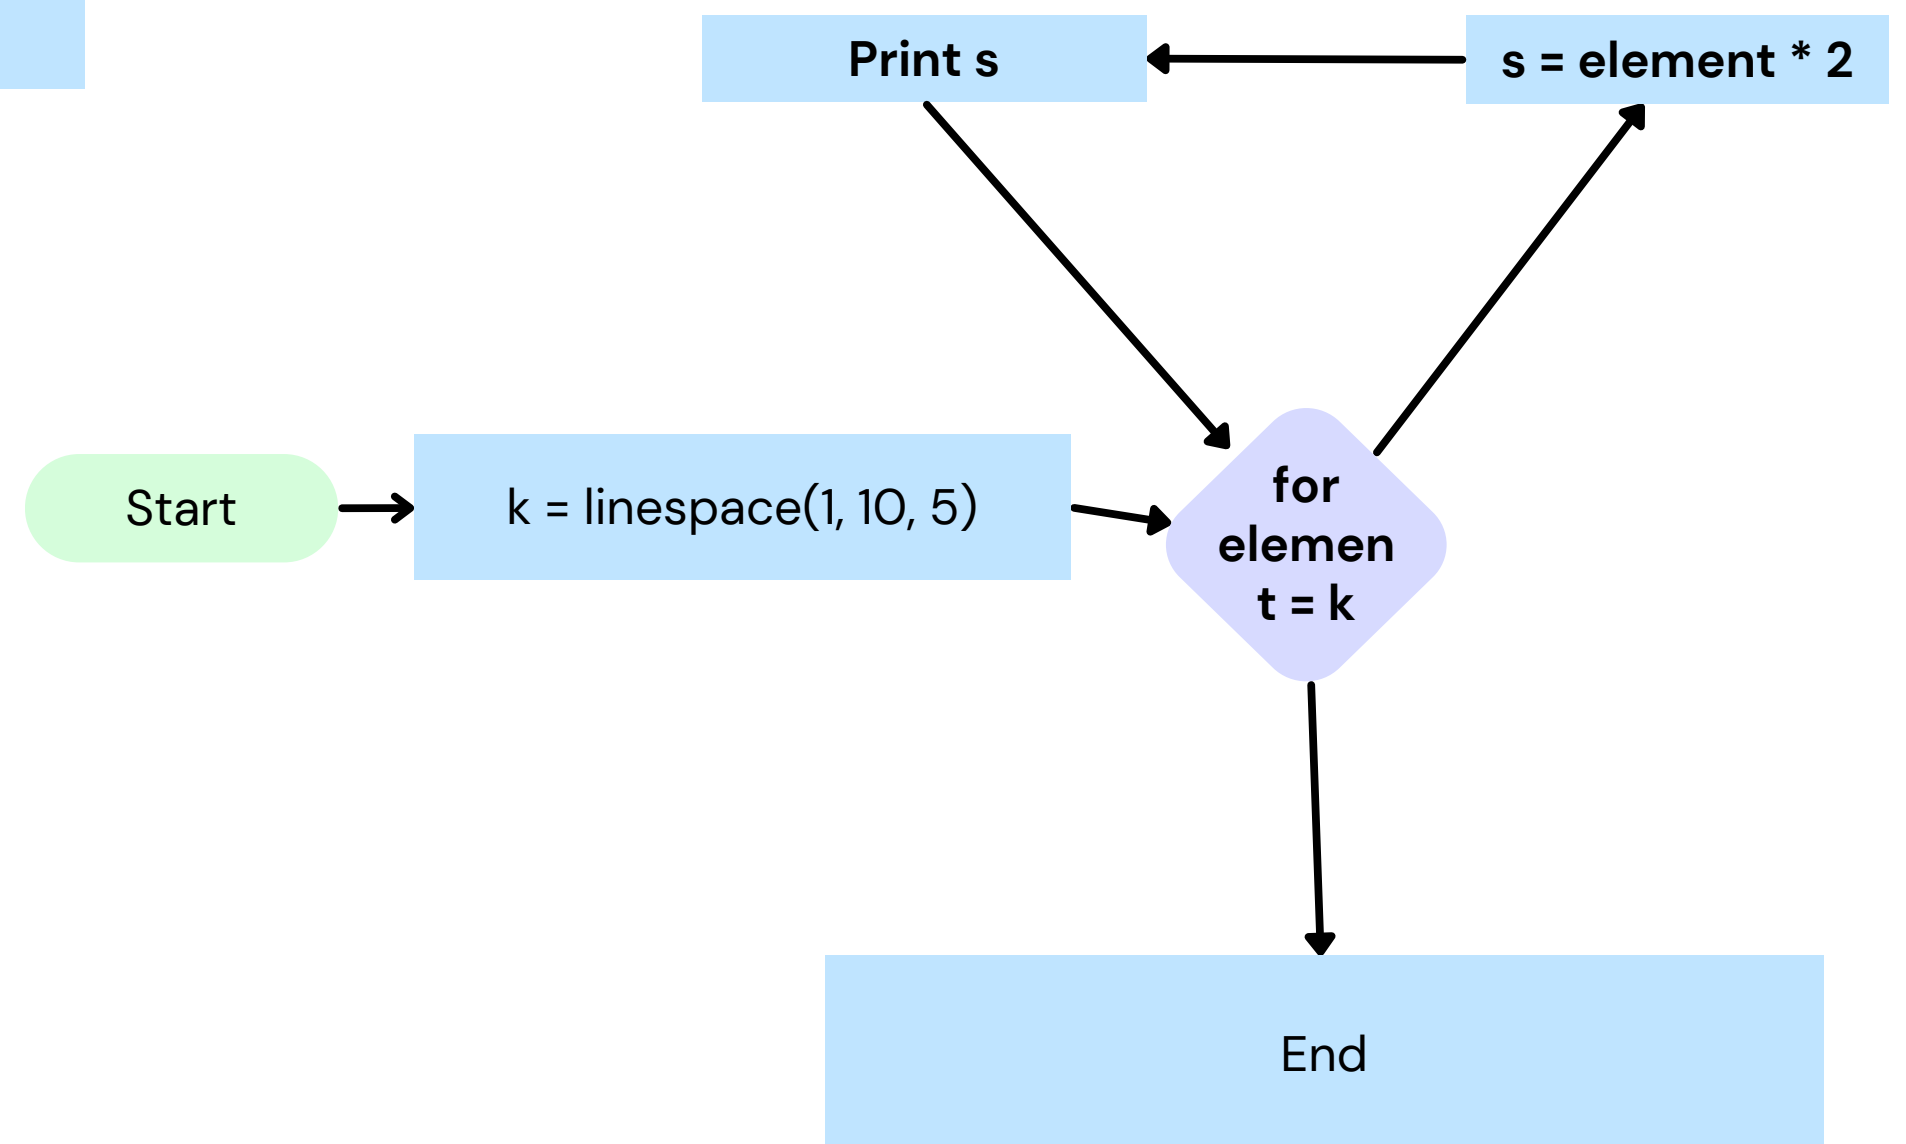 Print s
s = element * 2
Start
k = linespace(1, 10, 5)
for
elemen
t = k
End